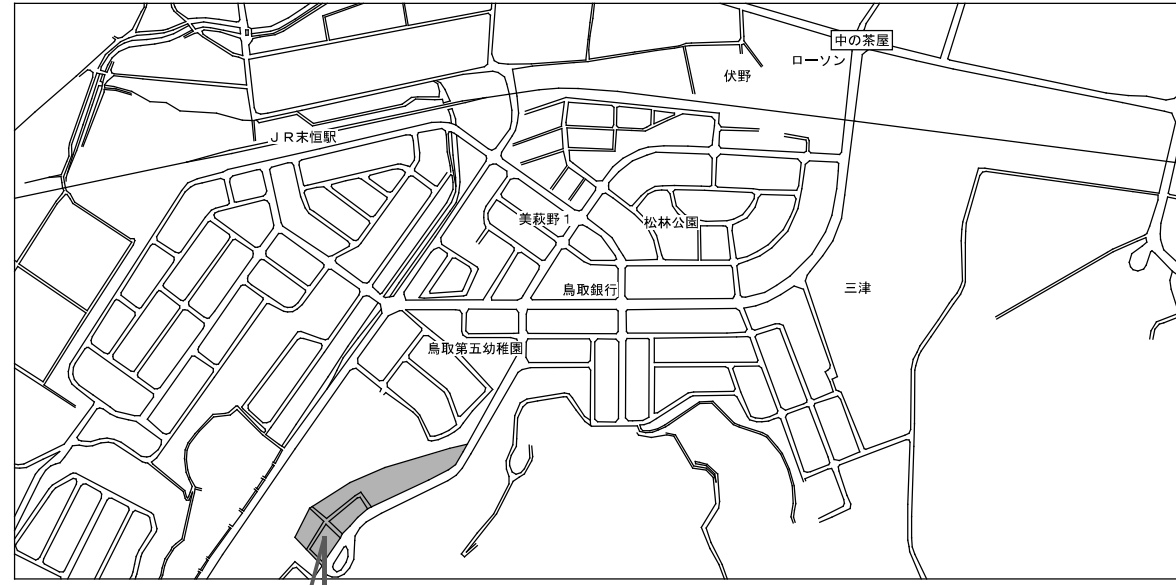 中の茶屋
ローソン
伏野
ＪＲ末恒駅
美萩野１
松林公園
鳥取銀行
三津
鳥取第五幼稚園